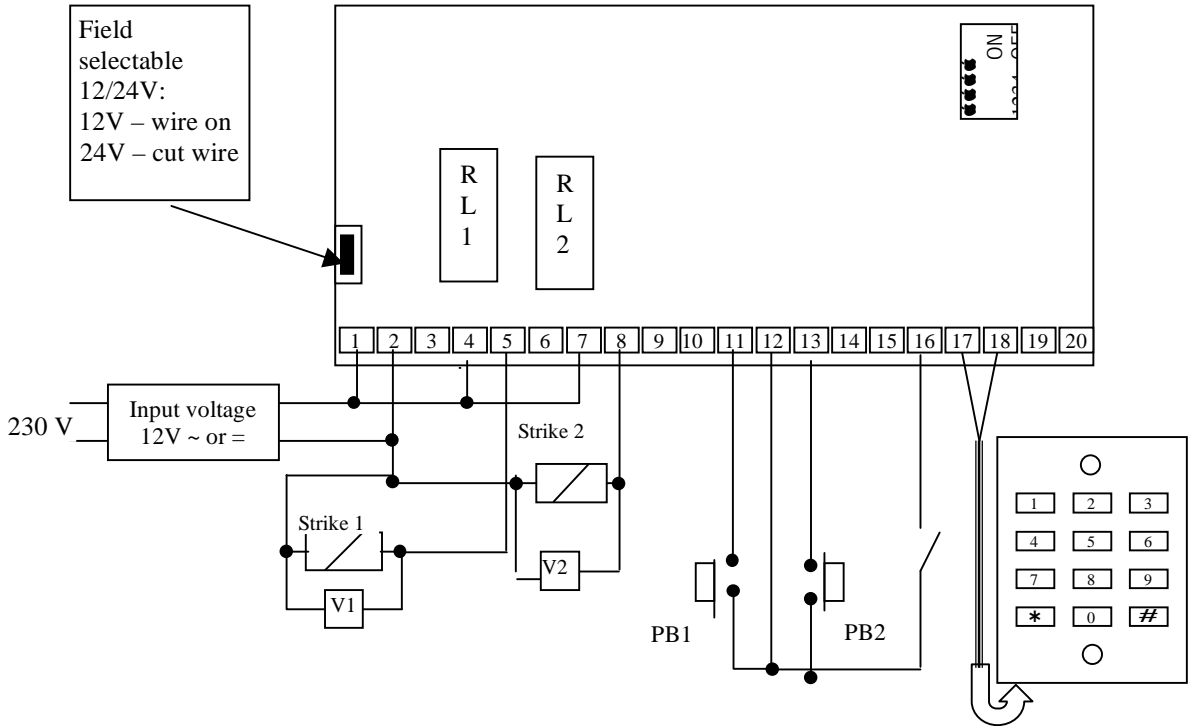 Field
selectable
12/24V:
12V – wire on
24V – cut wire
ON
R
L
1
R
L
2
1 2 3 4 5 6 7 8 9 10 11 12 13 14 15 16 17 18 19 20
230 V
Input voltage
12V ~ or =
Strike 2
Strike 1
V2
V1
PB1
PB2
1 2 3
4 5 6
7 8 9
* 0 #